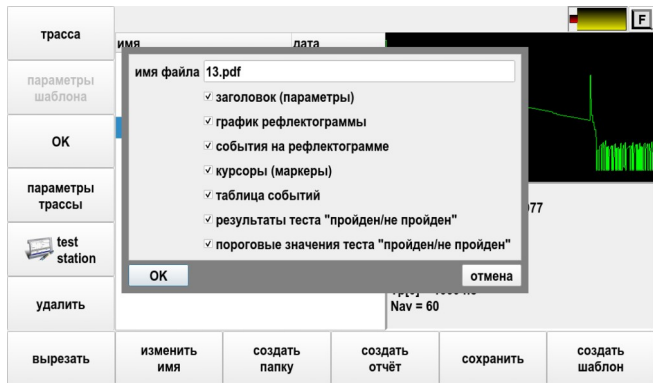 F
трасса
имя дата
имя файла 13.pdf
параметры
шаблона
заголовок (параметры)
график рефлектограммы
OK
события на рефлектограмме
курсоры (маркеры)
параметры
трассы
таблица событий
077
результаты теста "пройден/не пройден"
test
station
пороговые значения теста "пройден/не пройден"
OK отмена
удалить
Nav = 60
вырезать
изменить
имя
создать
папку
создать
отчёт
сохранить
создать
шаблон